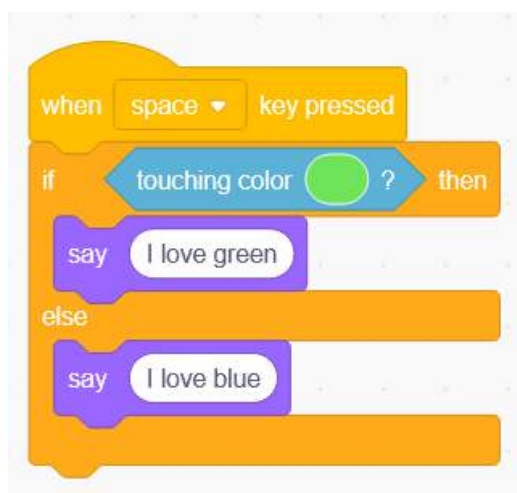 when space key pressed
if touching color ? then
say I love green
else
say I love blue